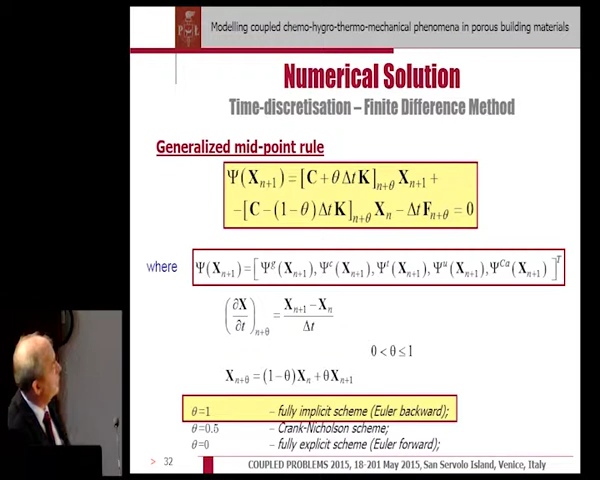 Modelling coupled chemo-hygro-thermo-mechanical phenomena in porous building materials
Numerical Solution
Time-discretisation – Finite Difference Method
Generalized mid-point rule
Ψ(X_{n+1}) = [C + θ Δt K]_{n+θ} X_{n+1} +
−[C − (1−θ) Δt K]_{n+θ} X_n − Δt F_{n+θ} = 0
where Ψ(X_{n+1}) = [Ψ^g(X_{n+1}), Ψ^c(X_{n+1}), Ψ^t(X_{n+1}), Ψ^u(X_{n+1}), Ψ^{Ca}(X_{n+1})]^T
(∂X/∂t)_{n+θ} = (X_{n+1} − X_n)/Δt
0 < θ ≤ 1
X_{n+θ} = (1−θ)X_n + θX_{n+1}
θ=1 – fully implicit scheme (Euler backward);
θ=0.5 – Crank-Nicholson scheme;
θ=0 – fully explicit scheme (Euler forward);
> 32 COUPLED PROBLEMS 2015, 18-201 May 2015, San Servolo Island, Venice, Italy